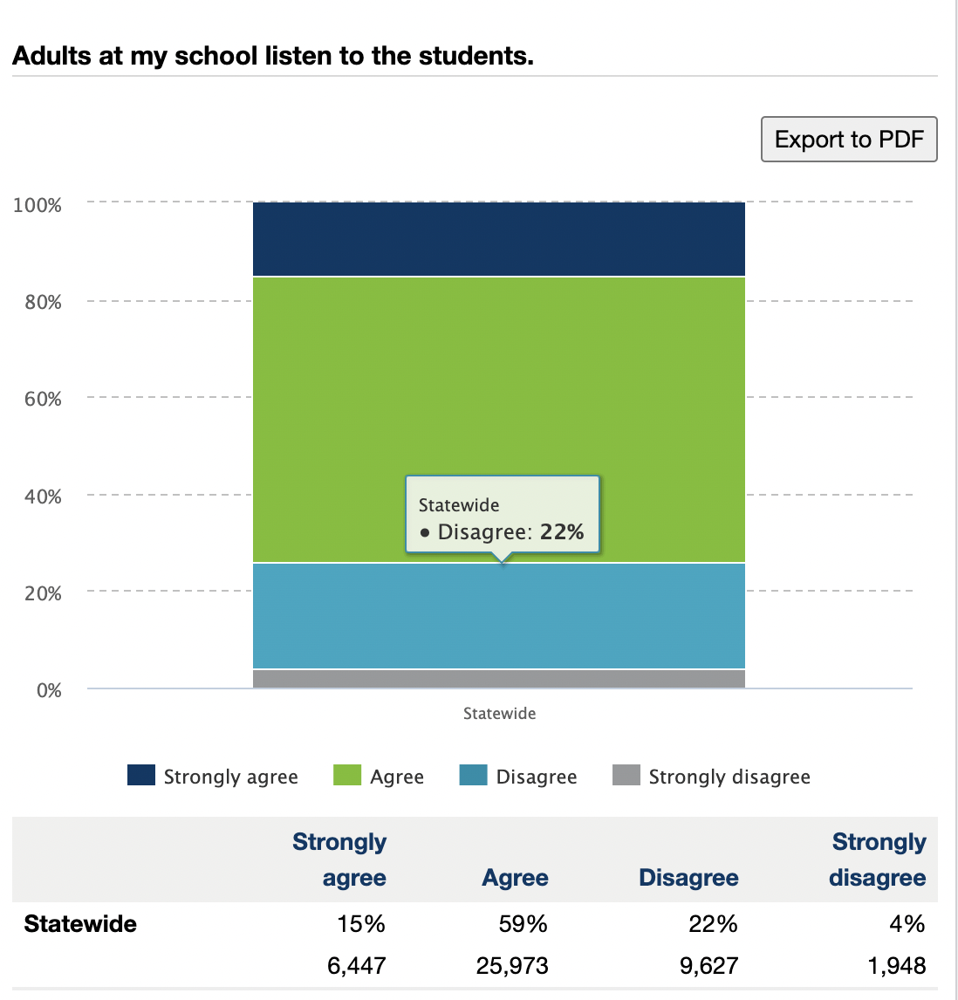 Adults at my school listen to the students.
Export to PDF
100%
80%
60%
40%
20%
0%
Statewide
● Disagree: 22%
Statewide
Strongly agree Agree Disagree Strongly disagree
Strongly Strongly
agree Agree Disagree disagree
Statewide 15% 59% 22% 4%
6,447 25,973 9,627 1,948